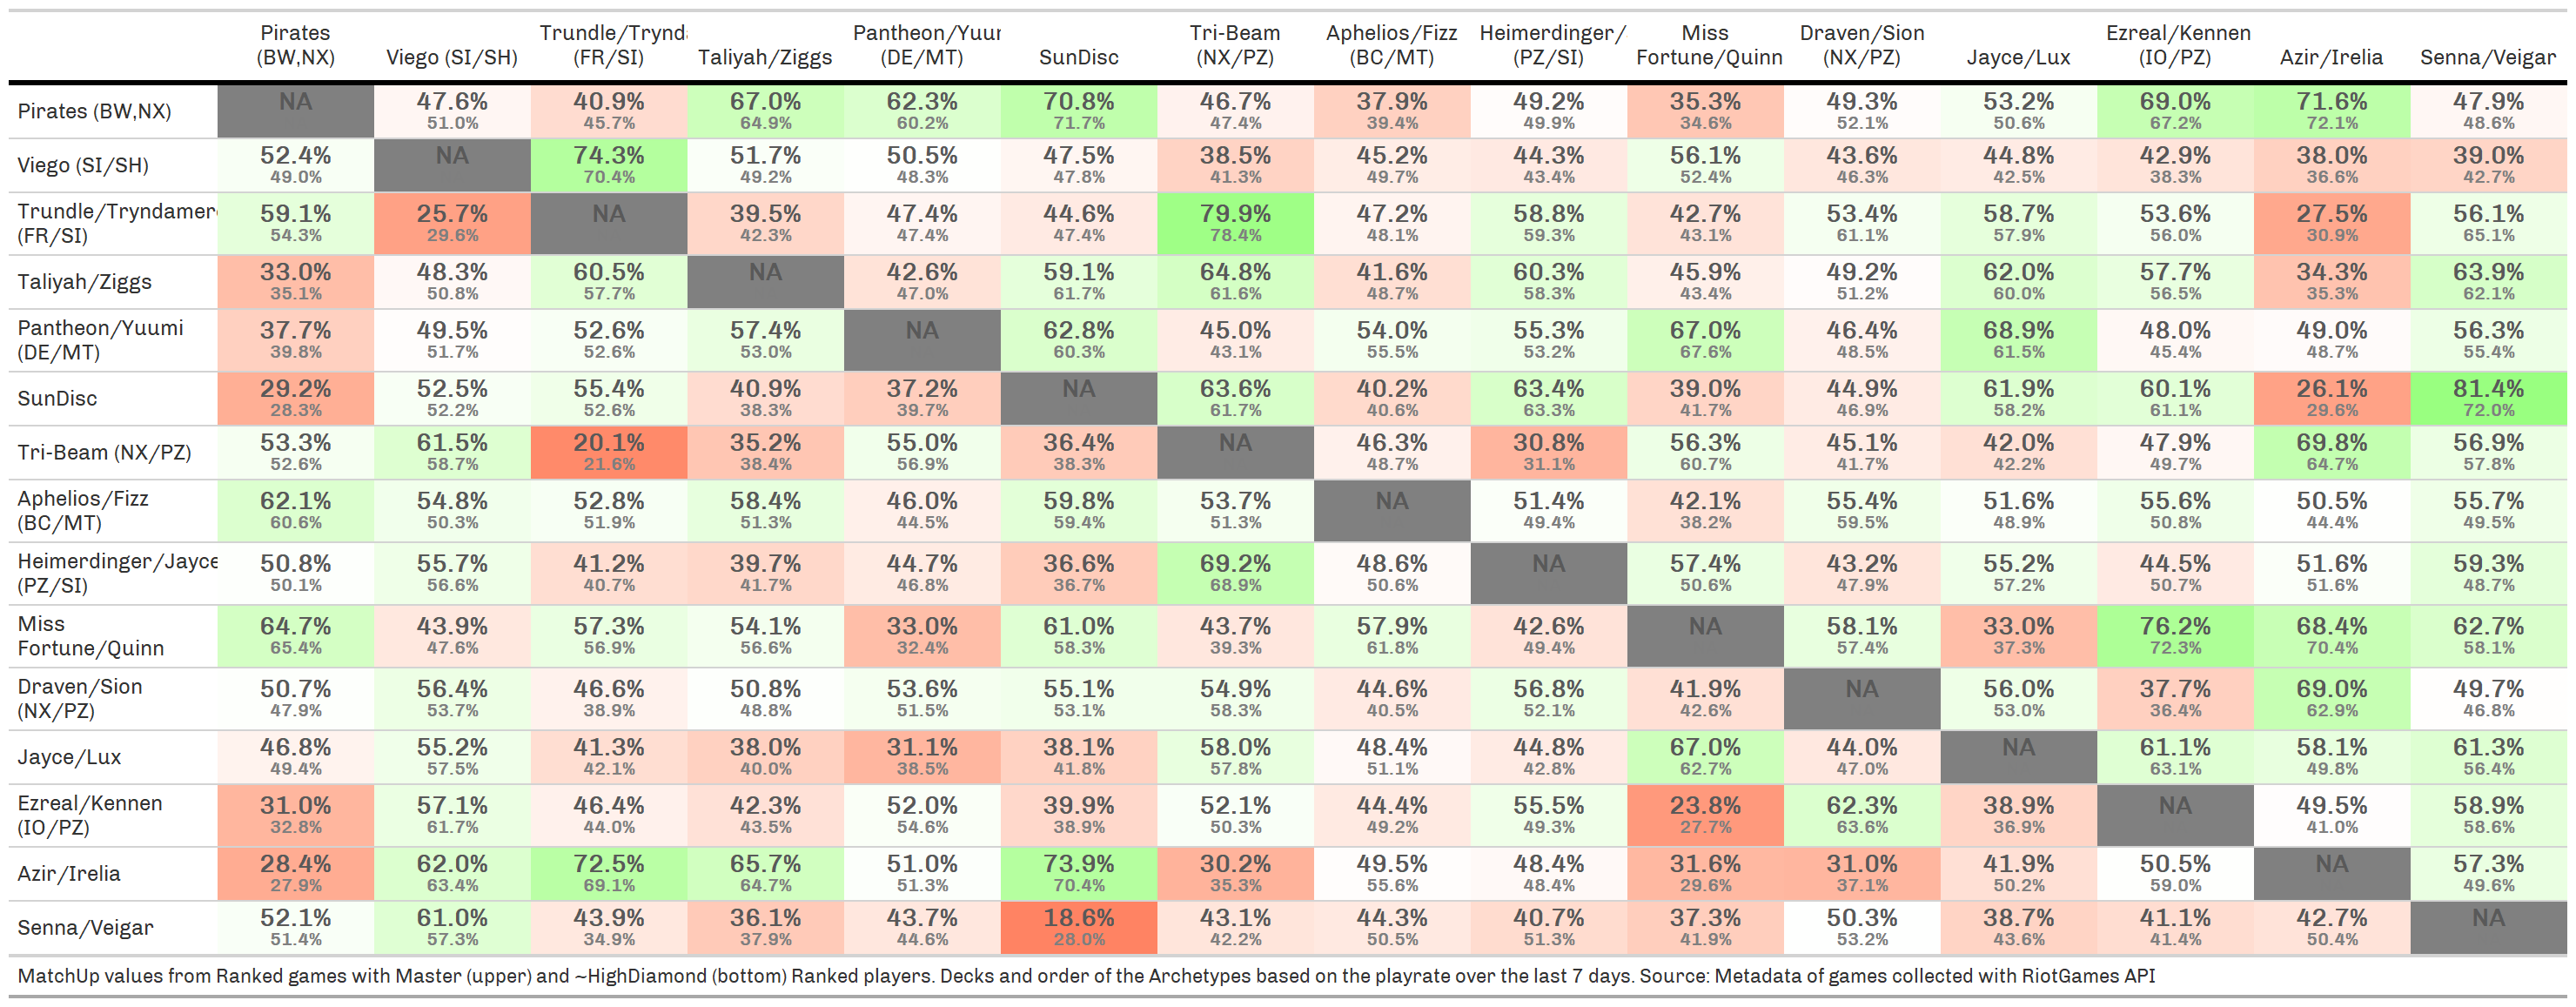 Pirates (BW,NX) Viego (SI/SH) Trundle/Trynd (FR/SI) Taliyah/Ziggs Pantheon/Yuur (DE/MT) SunDisc Tri-Beam (NX/PZ) Aphelios/Fizz (BC/MT) Heimerdinger/ (PZ/SI) Miss Fortune/Quinn Draven/Sion (NX/PZ) Jayce/Lux Ezreal/Kennen (IO/PZ) Azir/Irelia Senna/Veigar
Pirates (BW,NX) NA 47.6% 40.9% 67.0% 62.3% 70.8% 46.7% 37.9% 49.2% 35.3% 49.3% 53.2% 69.0% 71.6% 47.9%
51.0% 45.7% 64.9% 60.2% 71.7% 47.4% 39.4% 49.9% 34.6% 52.1% 50.6% 67.2% 72.1% 48.6%
Viego (SI/SH) 52.4% NA 74.3% 51.7% 50.5% 47.5% 38.5% 45.2% 44.3% 56.1% 43.6% 44.8% 42.9% 38.0% 39.0%
49.0% 70.4% 49.2% 48.3% 47.8% 41.3% 49.7% 43.4% 52.4% 46.3% 42.5% 38.3% 36.6% 42.7%
Trundle/Tryndamer (FR/SI) 59.1% 25.7% NA 39.5% 47.4% 44.6% 79.9% 47.2% 58.8% 42.7% 53.4% 58.7% 53.6% 27.5% 56.1%
54.3% 29.6% 42.3% 47.4% 47.4% 78.4% 48.1% 59.3% 43.1% 61.1% 57.9% 56.0% 30.9% 65.1%
Taliyah/Ziggs 33.0% 48.3% 60.5% NA 42.6% 59.1% 64.8% 41.6% 60.3% 45.9% 49.2% 62.0% 57.7% 34.3% 63.9%
35.1% 50.8% 57.7% 47.0% 61.7% 61.6% 48.7% 58.3% 43.4% 51.2% 60.0% 56.5% 35.3% 62.1%
Pantheon/Yuumi (DE/MT) 37.7% 49.5% 52.6% 57.4% NA 62.8% 45.0% 54.0% 55.3% 67.0% 46.4% 68.9% 48.0% 49.0% 56.3%
39.8% 51.7% 52.6% 53.0% 60.3% 43.1% 55.5% 53.2% 67.6% 48.5% 61.5% 45.4% 48.7% 55.4%
SunDisc 29.2% 52.5% 55.4% 40.9% 37.2% NA 63.6% 40.2% 63.4% 39.0% 44.9% 61.9% 60.1% 26.1% 81.4%
28.3% 52.2% 52.6% 38.3% 39.7% 61.7% 40.6% 63.3% 41.7% 46.9% 58.2% 61.1% 29.6% 72.0%
Tri-Beam (NX/PZ) 53.3% 61.5% 20.1% 35.2% 55.0% 36.4% NA 46.3% 30.8% 56.3% 45.1% 42.0% 47.9% 69.8% 56.9%
52.6% 58.7% 21.6% 38.4% 56.9% 38.3% 48.7% 31.1% 60.7% 41.7% 42.2% 49.7% 64.7% 57.8%
Aphelios/Fizz (BC/MT) 62.1% 54.8% 52.8% 58.4% 46.0% 59.8% 53.7% NA 51.4% 42.1% 55.4% 51.6% 55.6% 50.5% 55.7%
60.6% 50.3% 51.9% 51.3% 44.5% 59.4% 51.3% 49.4% 38.2% 59.5% 48.9% 50.8% 44.4% 49.5%
Heimerdinger/Jayce (PZ/SI) 50.8% 55.7% 41.2% 39.7% 44.7% 36.6% 69.2% 48.6% NA 57.4% 43.2% 55.2% 44.5% 51.6% 59.3%
50.1% 56.6% 40.7% 41.7% 46.8% 36.7% 68.9% 50.6% 50.6% 47.9% 57.2% 50.7% 51.6% 48.7%
Miss Fortune/Quinn 64.7% 43.9% 57.3% 54.1% 33.0% 61.0% 43.7% 57.9% 42.6% NA 58.1% 33.0% 76.2% 68.4% 62.7%
65.4% 47.6% 56.9% 56.6% 32.4% 58.3% 39.3% 61.8% 49.4% 57.4% 37.3% 72.3% 70.4% 58.1%
Draven/Sion (NX/PZ) 50.7% 56.4% 46.6% 50.8% 53.6% 55.1% 54.9% 44.6% 56.8% 41.9% NA 56.0% 37.7% 69.0% 49.7%
47.9% 53.7% 38.9% 48.8% 51.5% 53.1% 58.3% 40.5% 52.1% 42.6% 53.0% 36.4% 62.9% 46.8%
Jayce/Lux 46.8% 55.2% 41.3% 38.0% 31.1% 38.1% 58.0% 48.4% 44.8% 67.0% 44.0% NA 61.1% 58.1% 61.3%
49.4% 57.5% 42.1% 40.0% 38.5% 41.8% 57.8% 51.1% 42.8% 62.7% 47.0% 63.1% 49.8% 56.4%
Ezreal/Kennen (IO/PZ) 31.0% 57.1% 46.4% 42.3% 52.0% 39.9% 52.1% 44.4% 55.5% 23.8% 62.3% 38.9% NA 49.5% 58.9%
32.8% 61.7% 44.0% 43.5% 54.6% 38.9% 50.3% 49.2% 49.3% 27.7% 63.6% 36.9% 41.0% 58.6%
Azir/Irelia 28.4% 62.0% 72.5% 65.7% 51.0% 73.9% 30.2% 49.5% 48.4% 31.6% 31.0% 41.9% 50.5% NA 57.3%
27.9% 63.4% 69.1% 64.7% 51.3% 70.4% 35.3% 55.6% 48.4% 29.6% 37.1% 50.2% 59.0% 49.6%
Senna/Veigar 52.1% 61.0% 43.9% 36.1% 43.7% 18.6% 43.1% 44.3% 40.7% 37.3% 50.3% 38.7% 41.1% 42.7% NA
51.4% 57.3% 34.9% 37.9% 44.6% 28.0% 42.2% 50.5% 51.3% 41.9% 53.2% 43.6% 41.4% 50.4%
MatchUp values from Ranked games with Master (upper) and ~HighDiamond (bottom) Ranked players. Decks and order of the Archetypes based on the playrate over the last 7 days. Source: Metadata of games collected with RiotGames API